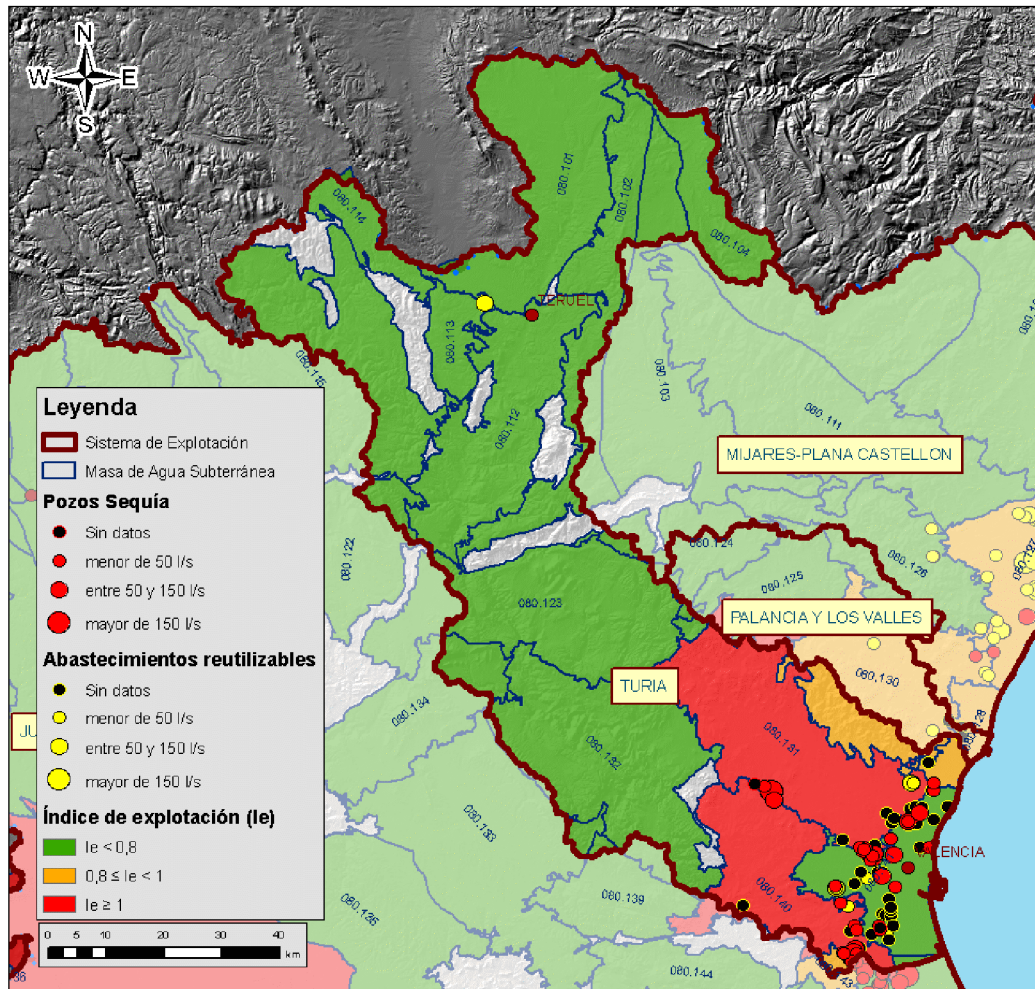 N
W E
S
080.101
080.102
080.104
080.114
TERUEL
080.113
080.103
080.111
080.116
080.112
MIJARES-PLANA CASTELLON
Leyenda
Sistema de Explotación
Masa de Agua Subterránea
Pozos Sequía
Sin datos
menor de 50 l/s
entre 50 y 150 l/s
mayor de 150 l/s
Abastecimientos reutilizables
Sin datos
menor de 50 l/s
entre 50 y 150 l/s
mayor de 150 l/s
Índice de explotación (Ie)
Ie < 0,8
0,8 ≤ Ie < 1
Ie ≥ 1
0 10 20 30 40
km
080.122
080.124
080.125
080.126
080.127
080.123
PALANCIA Y LOS VALLES
TURIA
080.130
080.128
080.134
080.131
080.132
080.133
VALENCIA
080.139
080.140
080.144